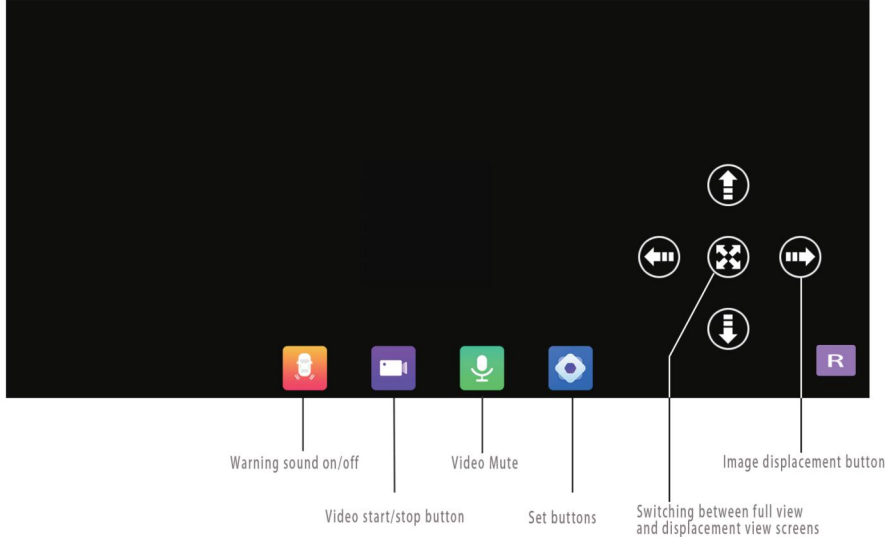 R
Warning sound on/off
Video Mute
Image displacement button
Video start/stop button
Set buttons
Switching between full view
and displacement view screens